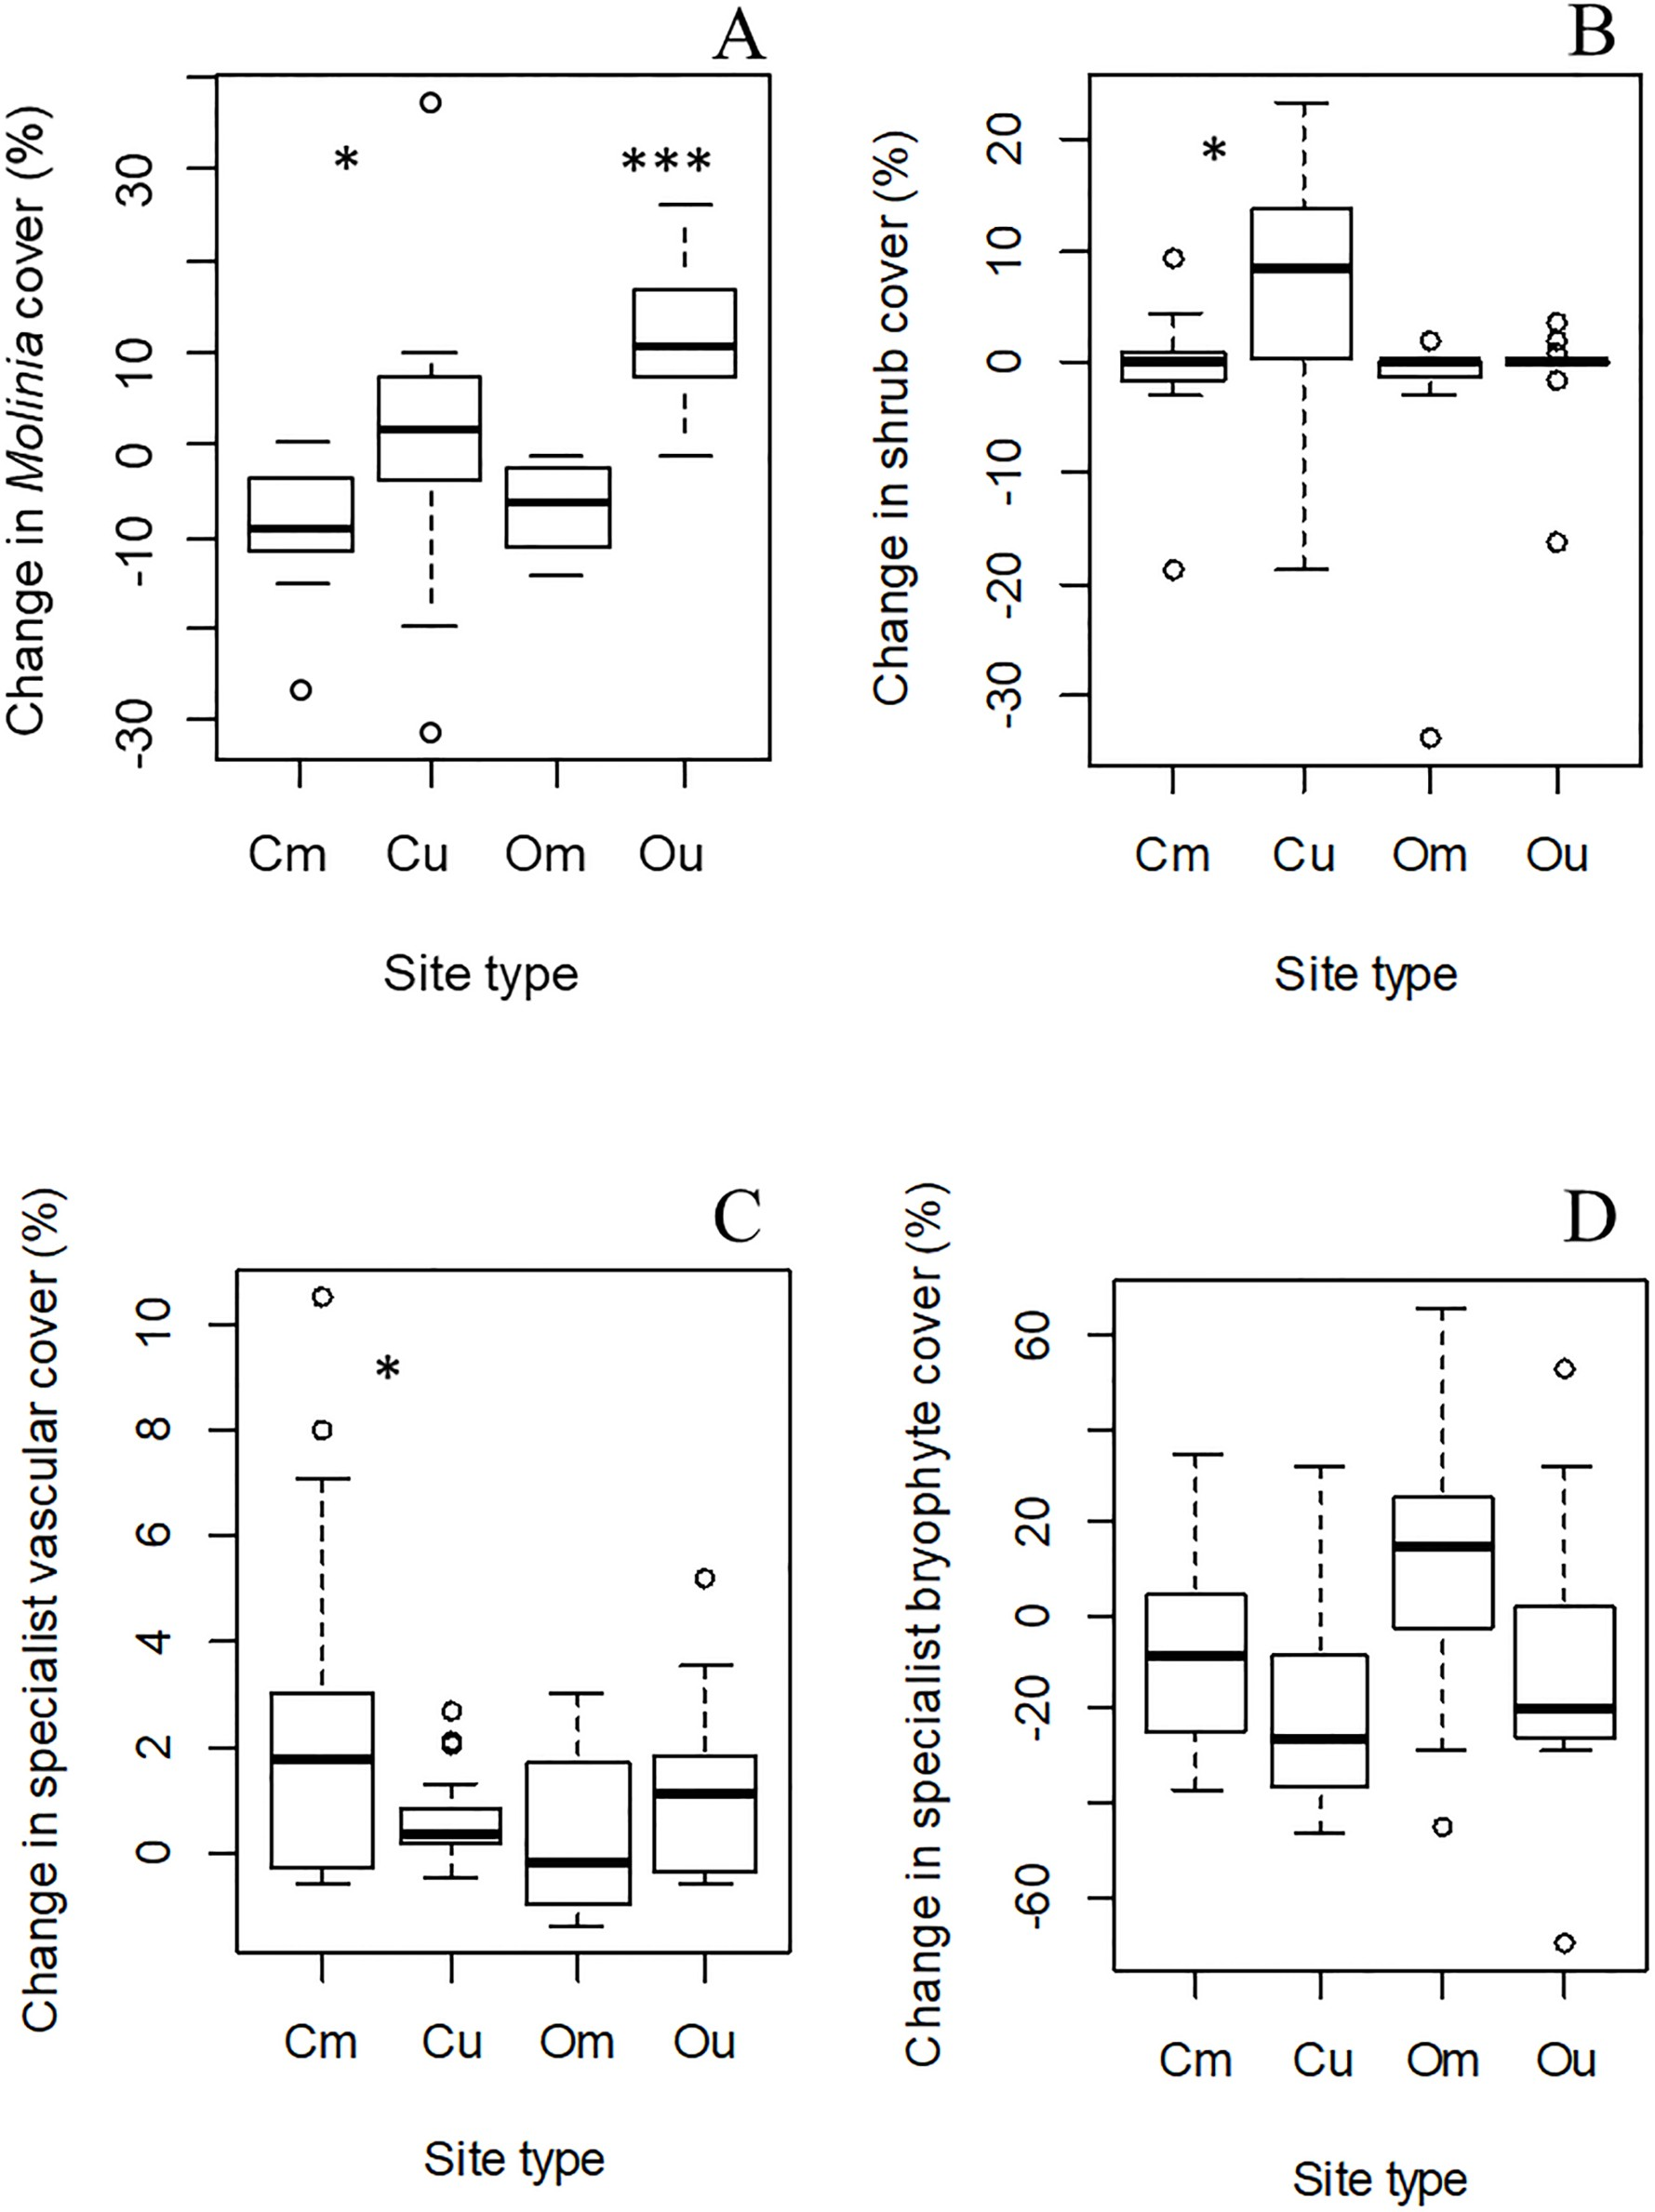 A
Change in Molinia cover (%)
30
10
0
-10
-30
*
***
Cm Cu Om Ou
Site type
B
Change in shrub cover (%)
20
10
0
-10
-20
-30
*
Cm Cu Om Ou
Site type
C
Change in specialist vascular cover (%)
10
8
6
4
2
0
*
Cm Cu Om Ou
Site type
D
Change in specialist bryophyte cover (%)
60
20
0
-20
-60
Cm Cu Om Ou
Site type